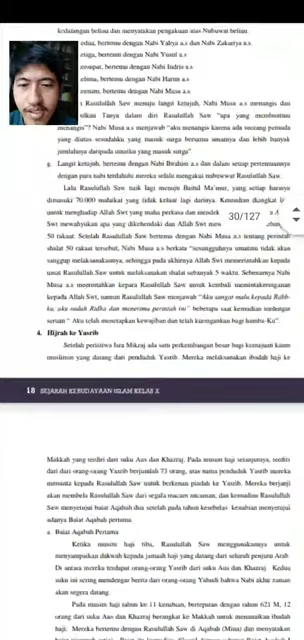 kedatangan beliau dan menyatakan pengakuan atas Nubuwat beliau.
edua, bertemu dengan Nabi Yahya a.s dan Nabi Zakariya a.s
etiga, bertemu dengan Nabi Yusuf a.s
eempat, bertemu dengan Nabi Idris a.s
elima, bertemu dengan Nabi Harun a.s
eenam, bertemu dengan Nabi Musa a.s
Rasulullah Saw menuju langit ketujuh, Nabi Musa a.s menangis dan
Tanya dalam diri Rasulullah Saw "apa yang membuatmu
menangis"? Nabi Musa a.s menjawab "aku menangis karena ada seorang pemuda
yang diutus sesudahku yang masuk surga bersama umatnya dan lebih banyak
jumlahnya daripada umatku yang masuk surga".
g. Langit ketujuh, bertemu dengan Nabi Ibrahim a.s dan dalam setiap pertemuannya
dengan para nabi terdahulu mereka selalu mengakui nubuwwat Rasulullah Saw.
Lalu Rasulullah Saw naik lagi menuju Baitul Ma'mur, yang setiap harinya
dimasuki 70.000 malaikat yang tidak keluar lagi darinya. Kemudian diangkat
untuk menghadap Allah Swt yang maha perkasa dan
30/127
Swt mewahyukan apa yang dikehendaki dan Allah Swt
50 rakaat. Setelah Rasulullah Saw bertemu dengan Nabi Musa a.s tentang perintah
shalat 50 rakaat tersebut, Nabi Musa a.s berkata "sesungguhnya umatmu tidak akan
sanggup melaksanakannya, sehingga pada akhirnya Allah Swt memerintahkan kepada
umat Rasulullah Saw untuk melaksanakan shalat sebanyak 5 waktu. Sebenarnya Nabi
Musa a.s memerintahkan kepara Rasulullah Saw untuk kembali meminta keringanan
kepada Allah Swt, namun Rasulullah Saw menjawab "Aku sangat malu kepada Rabb-
ku, aku sudah Ridha dan menerima perintah ini" beberapa saat kemudian terdengar
seruan " Aku telah menetapkan kewajiban dan telah kuringankan bagi hamba-Ku".
4. Hijrah ke Yasrib
Setelah peristiwa Isra Mikraj ada satu perkembangan besar bagi kemajuan kaum
muslimin yang datang dari penduduk Yasrib. Mereka melaksanakan ibadah haji ke
18 SEJARAH KEBUDAYAAN ISLAM KELAS X
Makkah yang terdiri dari suku Aus dan Khazraj. Pada musim haji selanjutnya, sendiri
dari dari orang-orang Yasrib berjumlah 73 orang, atas nama penduduk Yasrib mereka
meminta kepada Rasulullah Saw untuk berkenan pindah ke Yasrib. Mereka berjanji
akan membela Rasulullah Saw dari segala macam ancaman, dan kemudian Rasulullah
Saw menyetujui baiat Aqabah dua setelah pada tahun kesebelas kenabian menyetujui
adanya Baiat Aqabah pertama.
a. Baiat Aqabah Pertama
Ketika musim haji tiba, Rasulullah Saw menggunakannya untuk
menyampaikan dakwah kepada jamaah haji yang datang dari seluruh penjuru Arab.
Di antara mereka terdapat orang-orang Yasrib dari suku Aus dan Khazraj. Kedua
suku ini sering mendengar berita dari orang-orang Yahudi bahwa Nabi akhir zaman
akan segera datang.
Pada musim haji tahun ke 11 kenabian, bertepatan dengan tahun 621 M, 12
orang dari suku Aus dan Khazraj berangkat ke Makkah untuk menunaikan ibadah
haji. Mereka bertemu dengan Rasulullah Saw di Aqabah (Mina) dan menyatakan